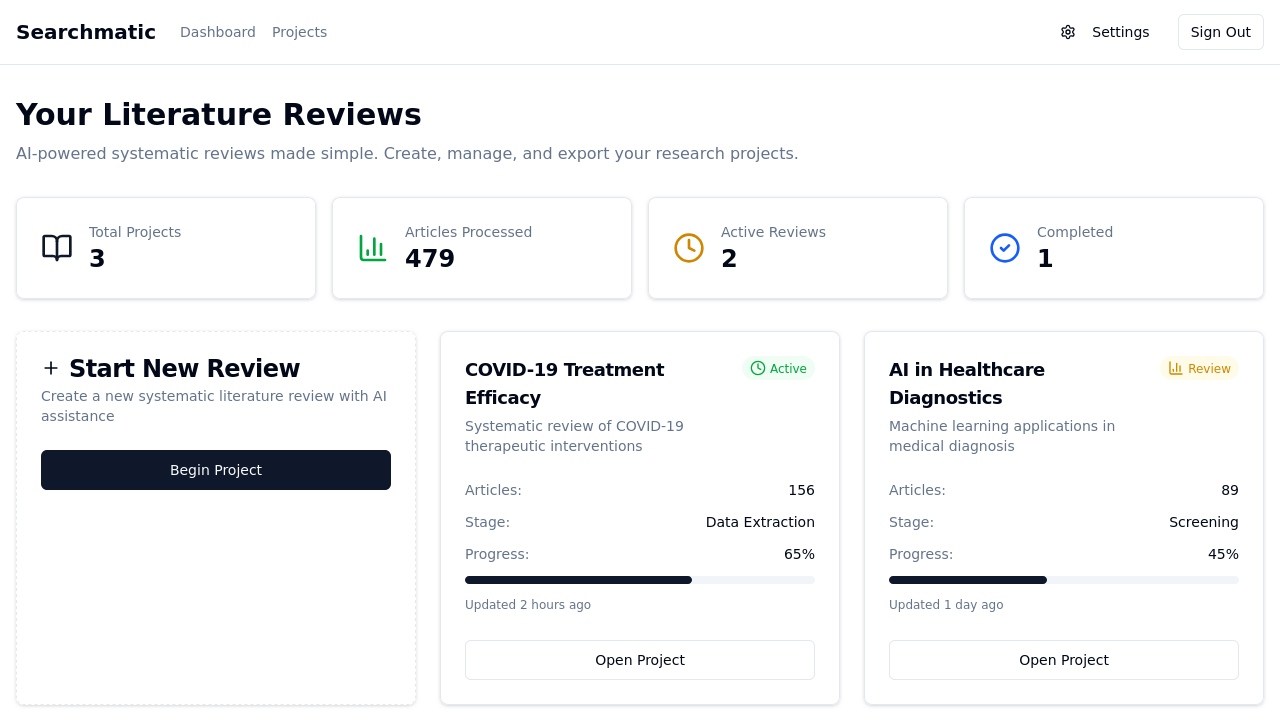 Searchmatic
Dashboard
Projects
Settings
Sign Out
Your Literature Reviews
AI-powered systematic reviews made simple. Create, manage, and export your research projects.
Total Projects
3
Articles Processed
479
Active Reviews
2
Completed
1
Start New Review
Create a new systematic literature review with AI
assistance
Begin Project
COVID-19 Treatment
Efficacy
Active
Systematic review of COVID-19
therapeutic interventions
Articles: 156
Stage: Data Extraction
Progress: 65%
Updated 2 hours ago
Open Project
AI in Healthcare
Diagnostics
Review
Machine learning applications in
medical diagnosis
Articles: 89
Stage: Screening
Progress: 45%
Updated 1 day ago
Open Project